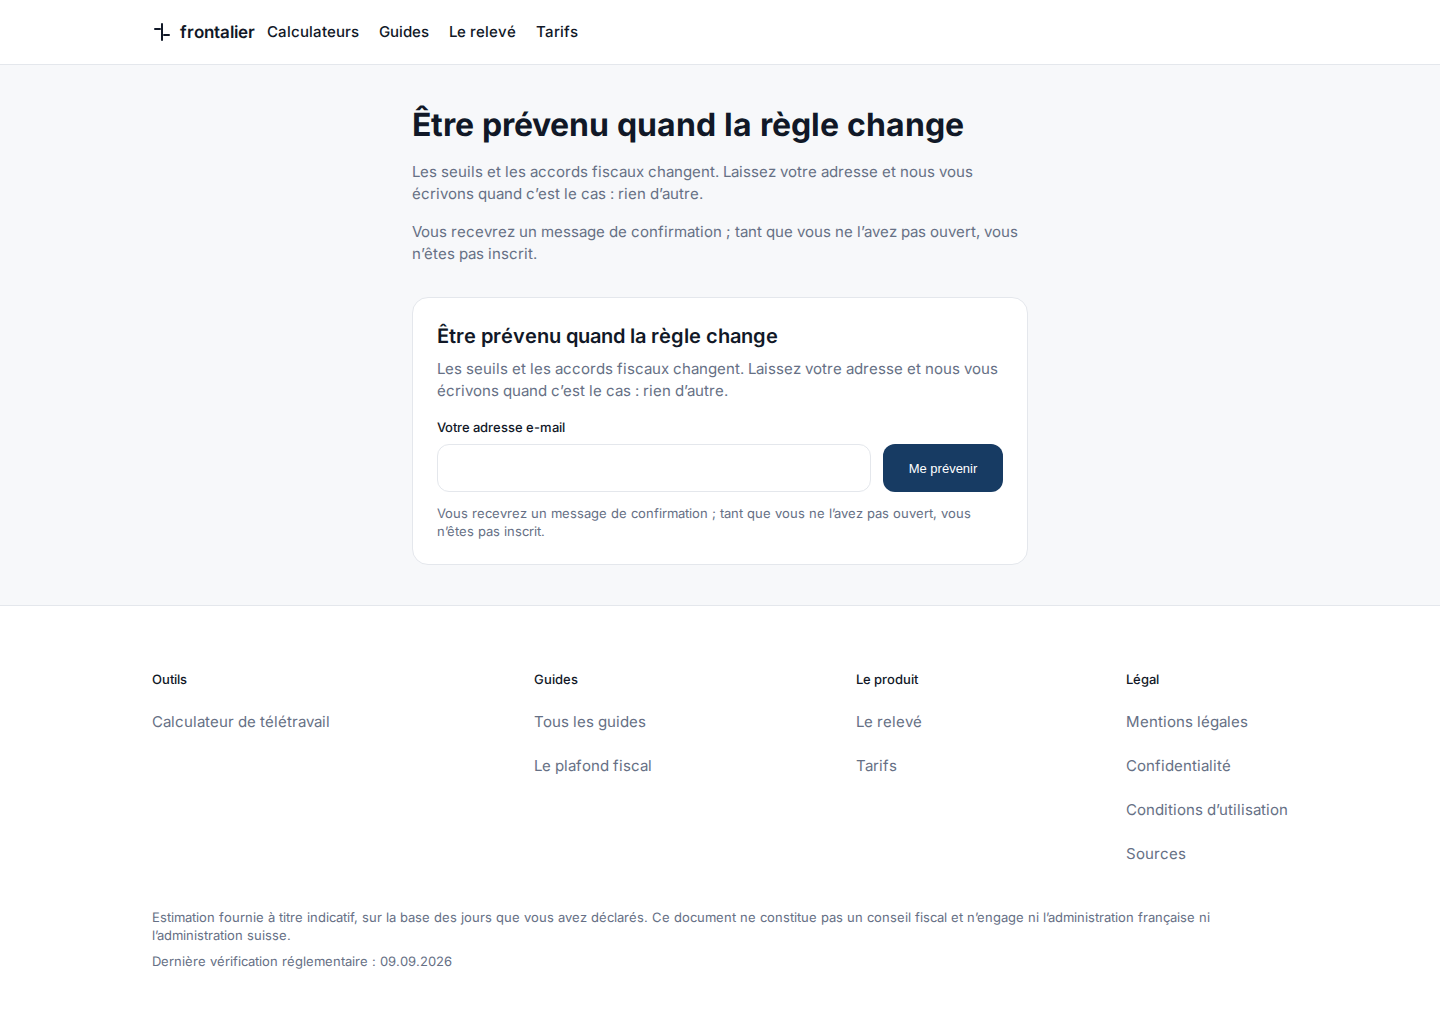 frontalier Calculateurs Guides Le relevé Tarifs
Être prévenu quand la règle change
Les seuils et les accords fiscaux changent. Laissez votre adresse et nous vous
écrivons quand c’est le cas : rien d’autre.
Vous recevrez un message de confirmation ; tant que vous ne l’avez pas ouvert, vous
n’êtes pas inscrit.
Être prévenu quand la règle change
Les seuils et les accords fiscaux changent. Laissez votre adresse et nous vous
écrivons quand c’est le cas : rien d’autre.
Votre adresse e-mail
Me prévenir
Vous recevrez un message de confirmation ; tant que vous ne l’avez pas ouvert, vous
n’êtes pas inscrit.
Outils
Calculateur de télétravail
Guides
Tous les guides
Le plafond fiscal
Le produit
Le relevé
Tarifs
Légal
Mentions légales
Confidentialité
Conditions d’utilisation
Sources
Estimation fournie à titre indicatif, sur la base des jours que vous avez déclarés. Ce document ne constitue pas un conseil fiscal et n’engage ni l’administration française ni
l’administration suisse.
Dernière vérification réglementaire : 09.09.2026